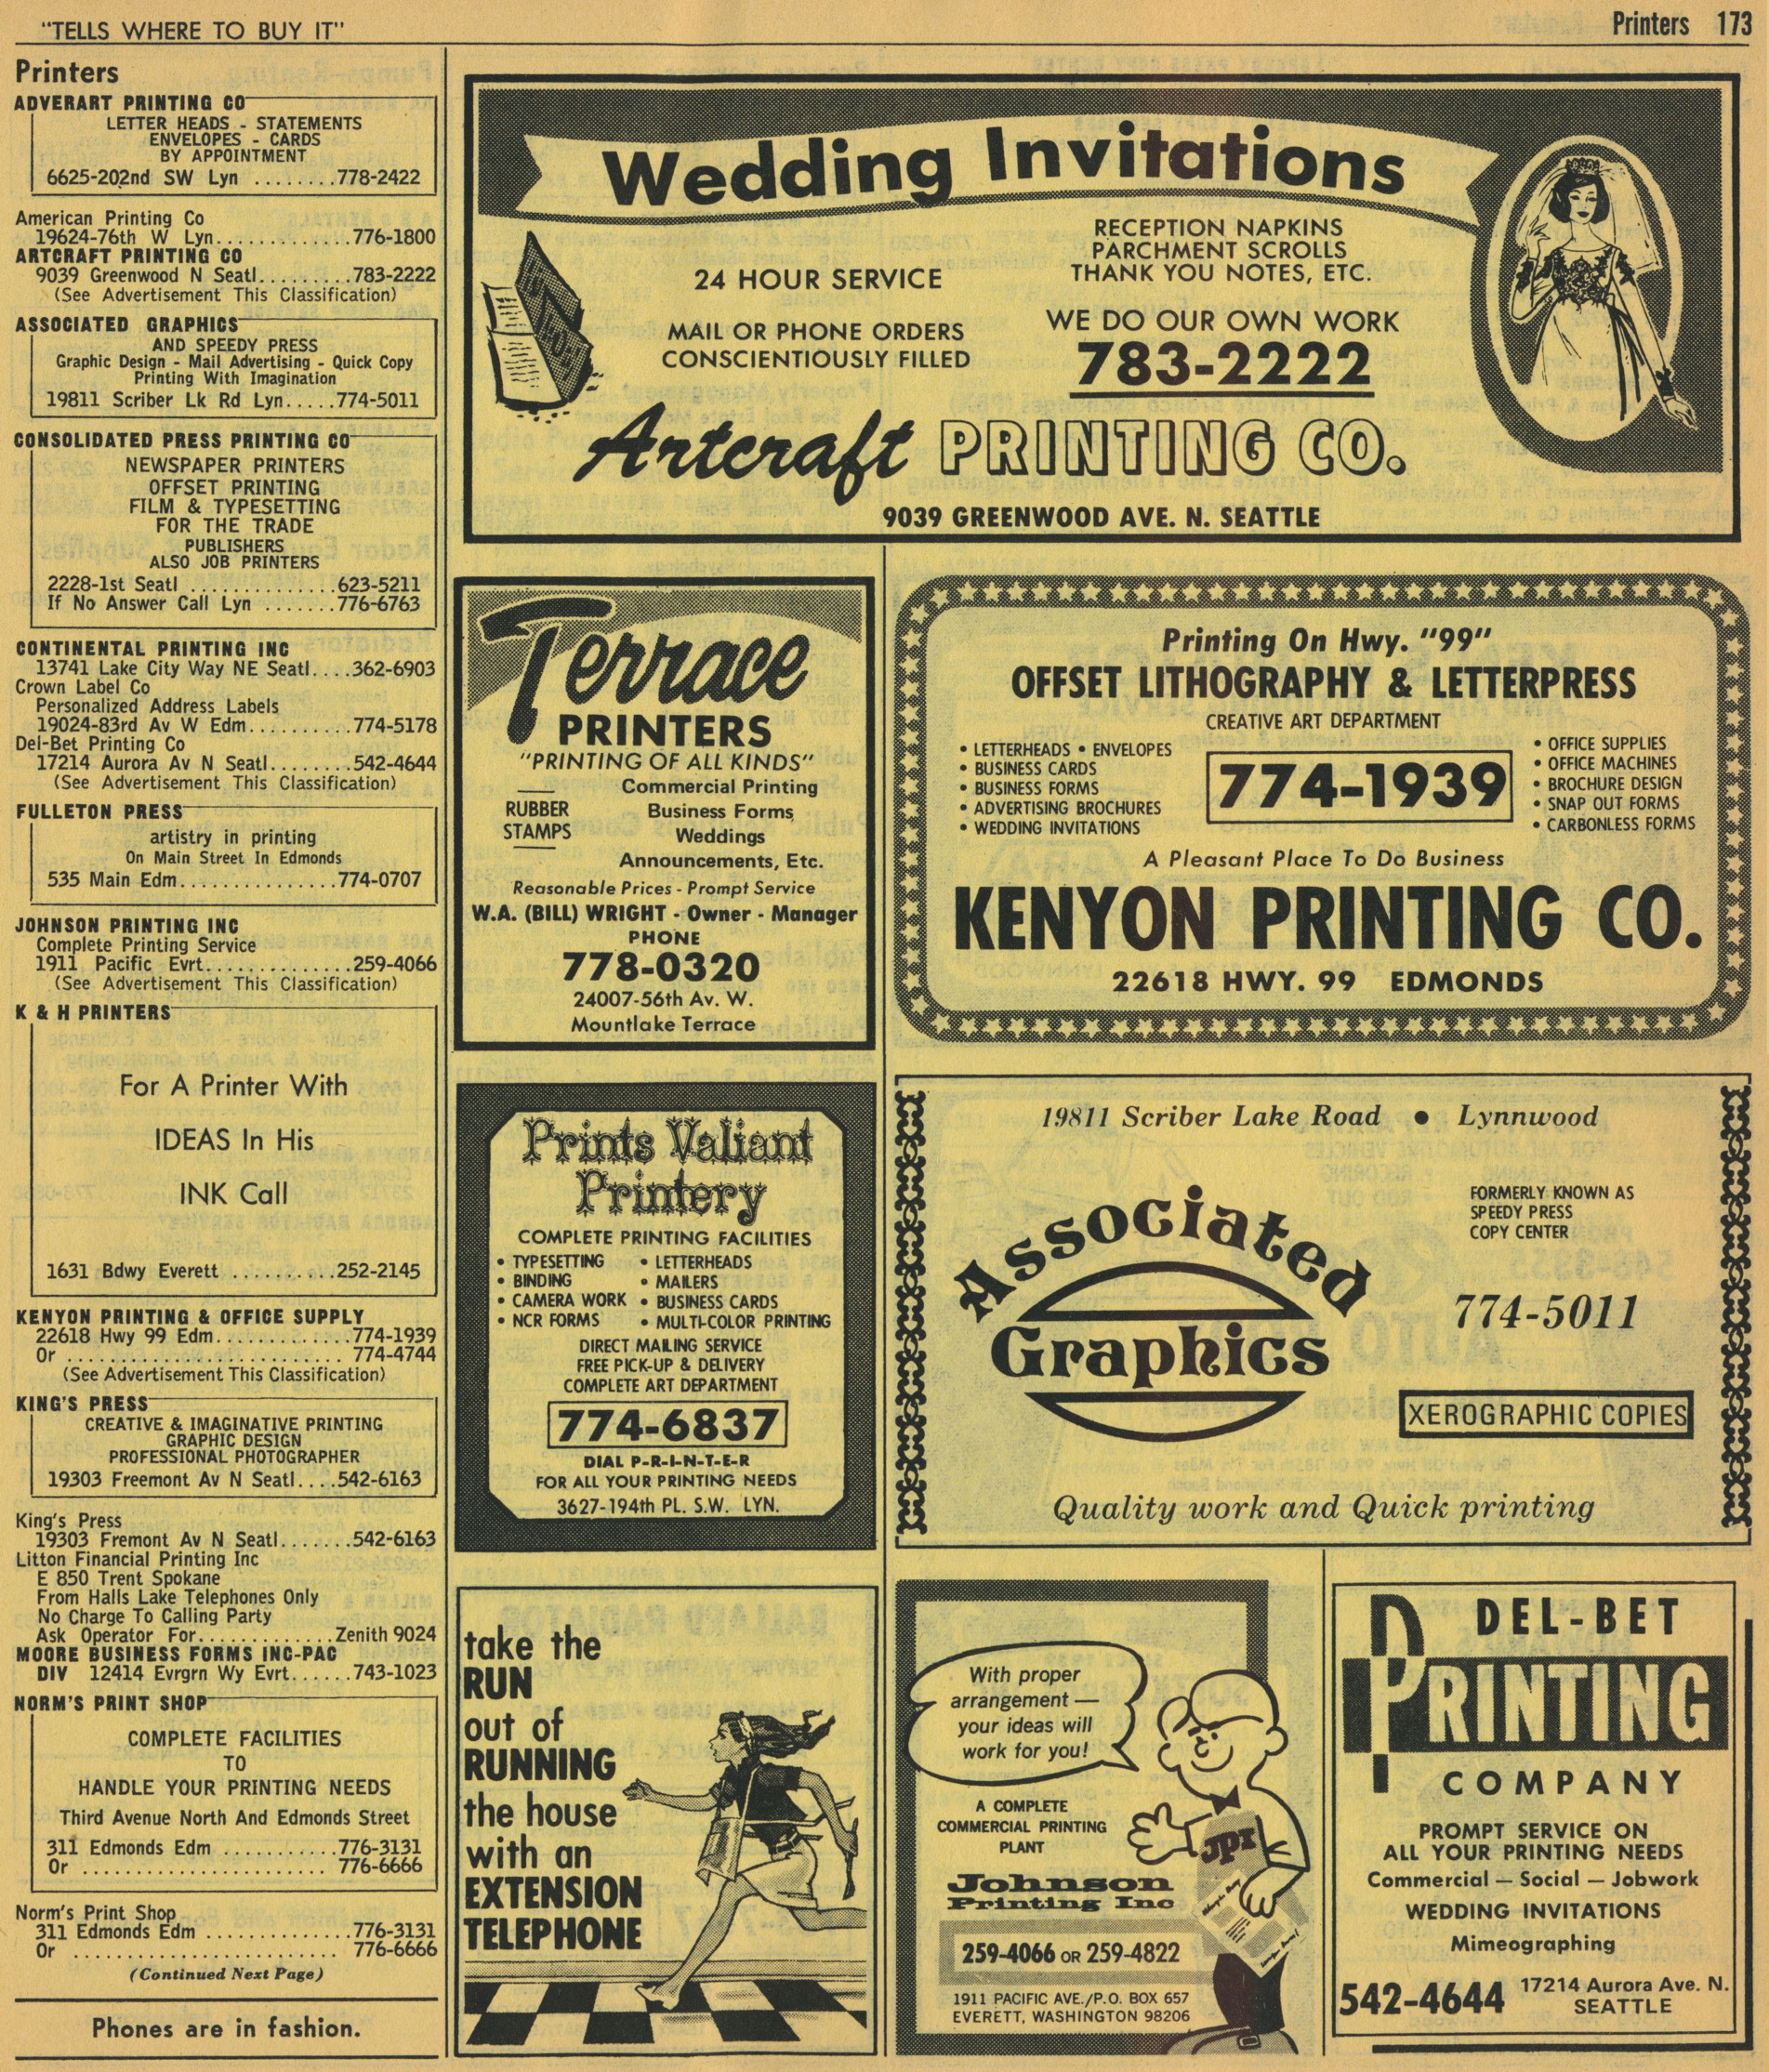 "TELLS WHERE TO BUY IT"
Printers 173
Printers
ADVERART PRINTING CO
LETTER HEADS - STATEMENTS
ENVELOPES - CARDS
BY APPOINTMENT
6625-202nd SW Lyn ........778-2422
American Printing Co
19624-76th W Lyn.............776-1800
ARTCRAFT PRINTING CO
9039 Greenwood N Seatl.........783-2222
(See Advertisement This Classification)
ASSOCIATED GRAPHICS
AND SPEEDY PRESS
Graphic Design - Mail Advertising - Quick Copy
Printing With Imagination
19811 Scriber Lk Rd Lyn.....774-5011
CONSOLIDATED PRESS PRINTING CO
NEWSPAPER PRINTERS
OFFSET PRINTING
FILM & TYPESETTING
FOR THE TRADE
PUBLISHERS
ALSO JOB PRINTERS
2228-1st Seatl ..............623-5211
If No Answer Call Lyn .......776-6763
CONTINENTAL PRINTING INC
13741 Lake City Way NE Seatl....362-6903
Crown Label Co
Personalized Address Labels
19024-83rd Av W Edm..........774-5178
Del-Bet Printing Co
17214 Aurora Av N Seatl........542-4644
(See Advertisement This Classification)
FULLETON PRESS
artistry in printing
On Main Street In Edmonds
535 Main Edm...............774-0707
JOHNSON PRINTING INC
Complete Printing Service
1911 Pacific Evrt..............259-4066
(See Advertisement This Classification)
K & H PRINTERS
For A Printer With
IDEAS In His
INK Call
1631 Bdwy Everett ..........252-2145
KENYON PRINTING & OFFICE SUPPLY
22618 Hwy 99 Edm.............774-1939
Or ........................... 774-4744
(See Advertisement This Classification)
KING'S PRESS
CREATIVE & IMAGINATIVE PRINTING
GRAPHIC DESIGN
PROFESSIONAL PHOTOGRAPHER
19303 Freemont Av N Seatl....542-6163
King's Press
19303 Fremont Av N Seatl.......542-6163
Litton Financial Printing Inc
E 850 Trent Spokane
From Halls Lake Telephones Only
No Charge To Calling Party
Ask Operator For.............Zenith 9024
MOORE BUSINESS FORMS INC-PAC
DIV 12414 Evrgrn Wy Evrt......743-1023
NORM'S PRINT SHOP
COMPLETE FACILITIES
TO
HANDLE YOUR PRINTING NEEDS
Third Avenue North And Edmonds Street
311 Edmonds Edm ...........776-3131
Or ........................ 776-6666
Norm's Print Shop
311 Edmonds Edm ..............776-3131
Or .......................... 776-6666
(Continued Next Page)
Phones are in fashion.
Wedding Invitations
24 HOUR SERVICE
MAIL OR PHONE ORDERS
CONSCIENTIOUSLY FILLED
RECEPTION NAPKINS
PARCHMENT SCROLLS
THANK YOU NOTES, ETC.
WE DO OUR OWN WORK
783-2222
Artcraft PRINTING CO.
9039 GREENWOOD AVE. N. SEATTLE
Terrace
PRINTERS
"PRINTING OF ALL KINDS"
RUBBER
STAMPS
Commercial Printing
Business Forms
Weddings
Announcements, Etc.
Reasonable Prices - Prompt Service
W.A. (BILL) WRIGHT - Owner - Manager
PHONE
778-0320
24007-56th Av. W.
Mountlake Terrace
Printing On Hwy. "99"
OFFSET LITHOGRAPHY & LETTERPRESS
CREATIVE ART DEPARTMENT
• LETTERHEADS • ENVELOPES
• BUSINESS CARDS
• BUSINESS FORMS
• ADVERTISING BROCHURES
• WEDDING INVITATIONS
774-1939
• OFFICE SUPPLIES
• OFFICE MACHINES
• BROCHURE DESIGN
• SNAP OUT FORMS
• CARBONLESS FORMS
A Pleasant Place To Do Business
KENYON PRINTING CO.
22618 HWY. 99 EDMONDS
Prints Valiant
Printery
COMPLETE PRINTING FACILITIES
• TYPESETTING
• BINDING
• CAMERA WORK
• NCR FORMS
• LETTERHEADS
• MAILERS
• BUSINESS CARDS
• MULTI-COLOR PRINTING
DIRECT MAILING SERVICE
FREE PICK-UP & DELIVERY
COMPLETE ART DEPARTMENT
774-6837
DIAL P-R-I-N-T-E-R
FOR ALL YOUR PRINTING NEEDS
3627-194th PL. S.W. LYN.
19811 Scriber Lake Road • Lynnwood
Associated
Graphics
FORMERLY KNOWN AS
SPEEDY PRESS
COPY CENTER
774-5011
XEROGRAPHIC COPIES
Quality work and Quick printing
take the
RUN
out of
RUNNING
the house
with an
EXTENSION
TELEPHONE
With proper
arrangement —
your ideas will
work for you!
A COMPLETE
COMMERCIAL PRINTING
PLANT
JPI
Johnson
Printing Inc
259-4066 OR 259-4822
1911 PACIFIC AVE./P.O. BOX 657
EVERETT, WASHINGTON 98206
DEL-BET
PRINTING
COMPANY
PROMPT SERVICE ON
ALL YOUR PRINTING NEEDS
Commercial — Social — Jobwork
WEDDING INVITATIONS
Mimeographing
542-4644
17214 Aurora Ave. N.
SEATTLE